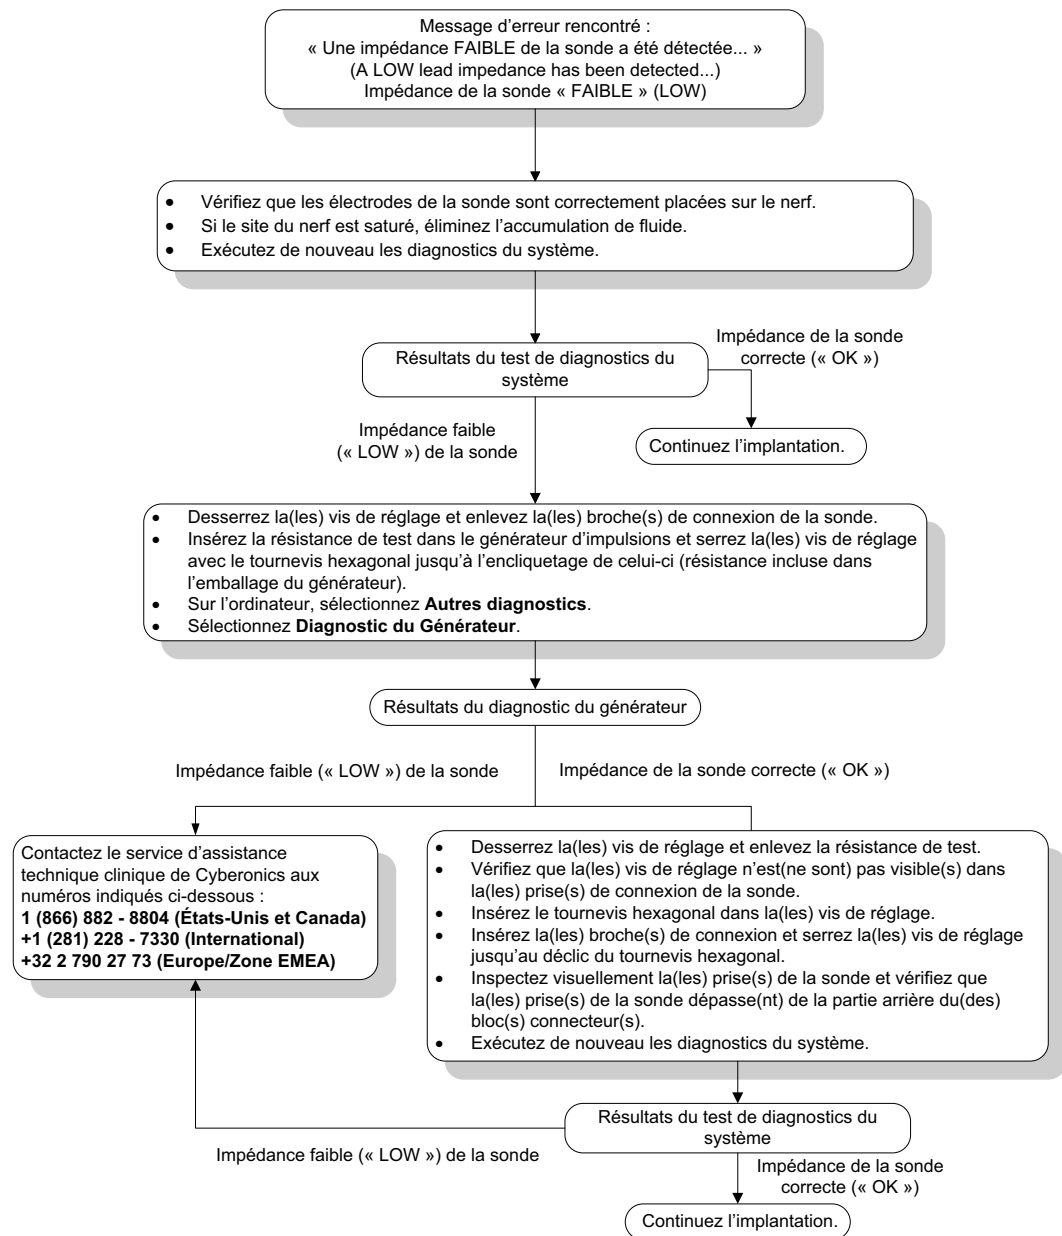 Message d'erreur rencontré :
« Une impédance FAIBLE de la sonde a été détectée... »
(A LOW lead impedance has been detected...)
Impédance de la sonde « FAIBLE » (LOW)
• Vérifiez que les électrodes de la sonde sont correctement placées sur le nerf.
• Si le site du nerf est saturé, éliminez l'accumulation de fluide.
• Exécutez de nouveau les diagnostics du système.
Résultats du test de diagnostics du
système
Impédance de la sonde
correcte (« OK »)
Continuez l'implantation.
Impédance faible
(« LOW ») de la sonde
• Desserrez la(les) vis de réglage et enlevez la(les) broche(s) de connexion de la sonde.
• Insérez la résistance de test dans le générateur d'impulsions et serrez la(les) vis de réglage
avec le tournevis hexagonal jusqu'à l'encliquetage de celui-ci (résistance incluse dans
l'emballage du générateur).
• Sur l'ordinateur, sélectionnez Autres diagnostics.
• Sélectionnez Diagnostic du Générateur.
Résultats du diagnostic du générateur
Impédance faible (« LOW ») de la sonde
Impédance de la sonde correcte (« OK »)
Contactez le service d'assistance
technique clinique de Cyberonics aux
numéros indiqués ci-dessous :
1 (866) 882 - 8804 (États-Unis et Canada)
+1 (281) 228 - 7330 (International)
+32 2 790 27 73 (Europe/Zone EMEA)
• Desserrez la(les) vis de réglage et enlevez la résistance de test.
• Vérifiez que la(les) vis de réglage n'est(ne sont) pas visible(s) dans
la(les) prise(s) de connexion de la sonde.
• Insérez le tournevis hexagonal dans la(les) vis de réglage.
• Insérez la(les) broche(s) de connexion et serrez la(les) vis de réglage
jusqu'au déclic du tournevis hexagonal.
• Inspectez visuellement la(les) prise(s) de la sonde et vérifiez que
la(les) prise(s) de la sonde dépasse(nt) de la partie arrière du(des)
bloc(s) connecteur(s).
• Exécutez de nouveau les diagnostics du système.
Résultats du test de diagnostics du
système
Impédance faible (« LOW ») de la sonde
Impédance de la sonde
correcte (« OK »)
Continuez l'implantation.